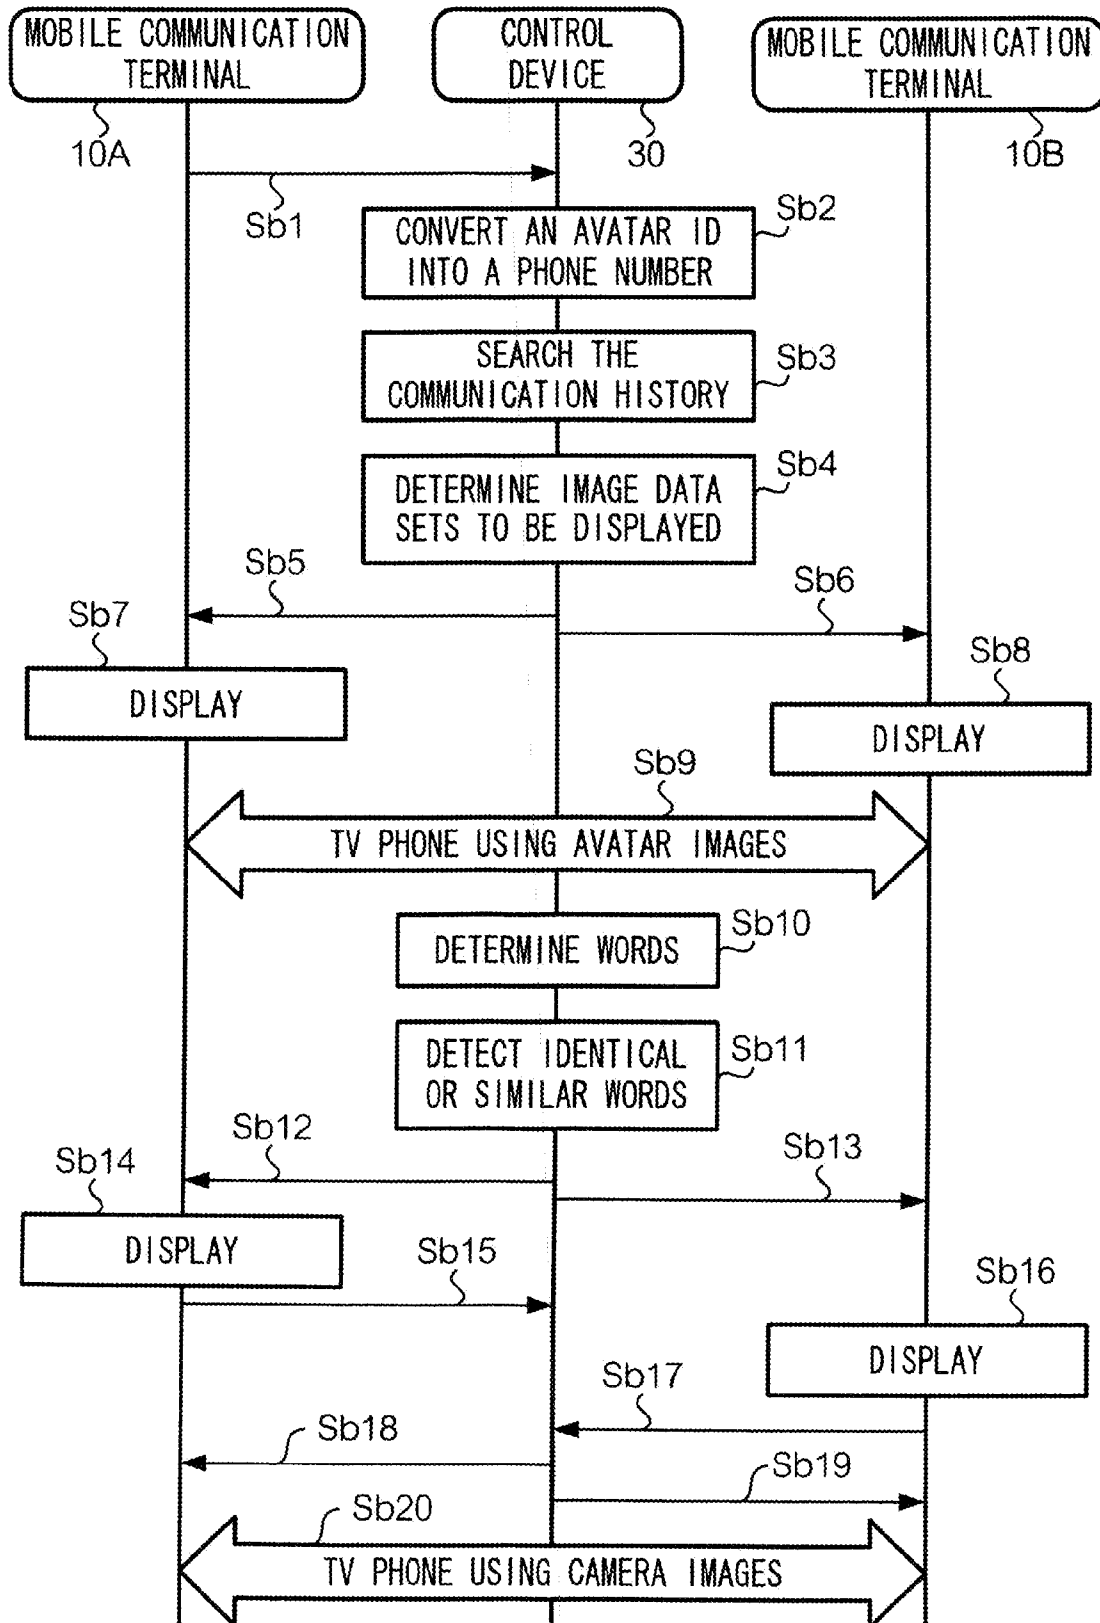 MOBILE COMMUNICATION
TERMINAL
CONTROL
DEVICE
MOBILE COMMUNICATION
TERMINAL
10A
30
10B
Sb1
Sb2
CONVERT AN AVATAR ID
INTO A PHONE NUMBER
Sb3
SEARCH THE
COMMUNICATION HISTORY
Sb4
DETERMINE IMAGE DATA
SETS TO BE DISPLAYED
Sb5
Sb6
Sb7
DISPLAY
Sb8
DISPLAY
Sb9
TV PHONE USING AVATAR IMAGES
Sb10
DETERMINE WORDS
Sb11
DETECT IDENTICAL
OR SIMILAR WORDS
Sb12
Sb13
Sb14
DISPLAY
Sb15
Sb16
DISPLAY
Sb17
Sb18
Sb19
Sb20
TV PHONE USING CAMERA IMAGES